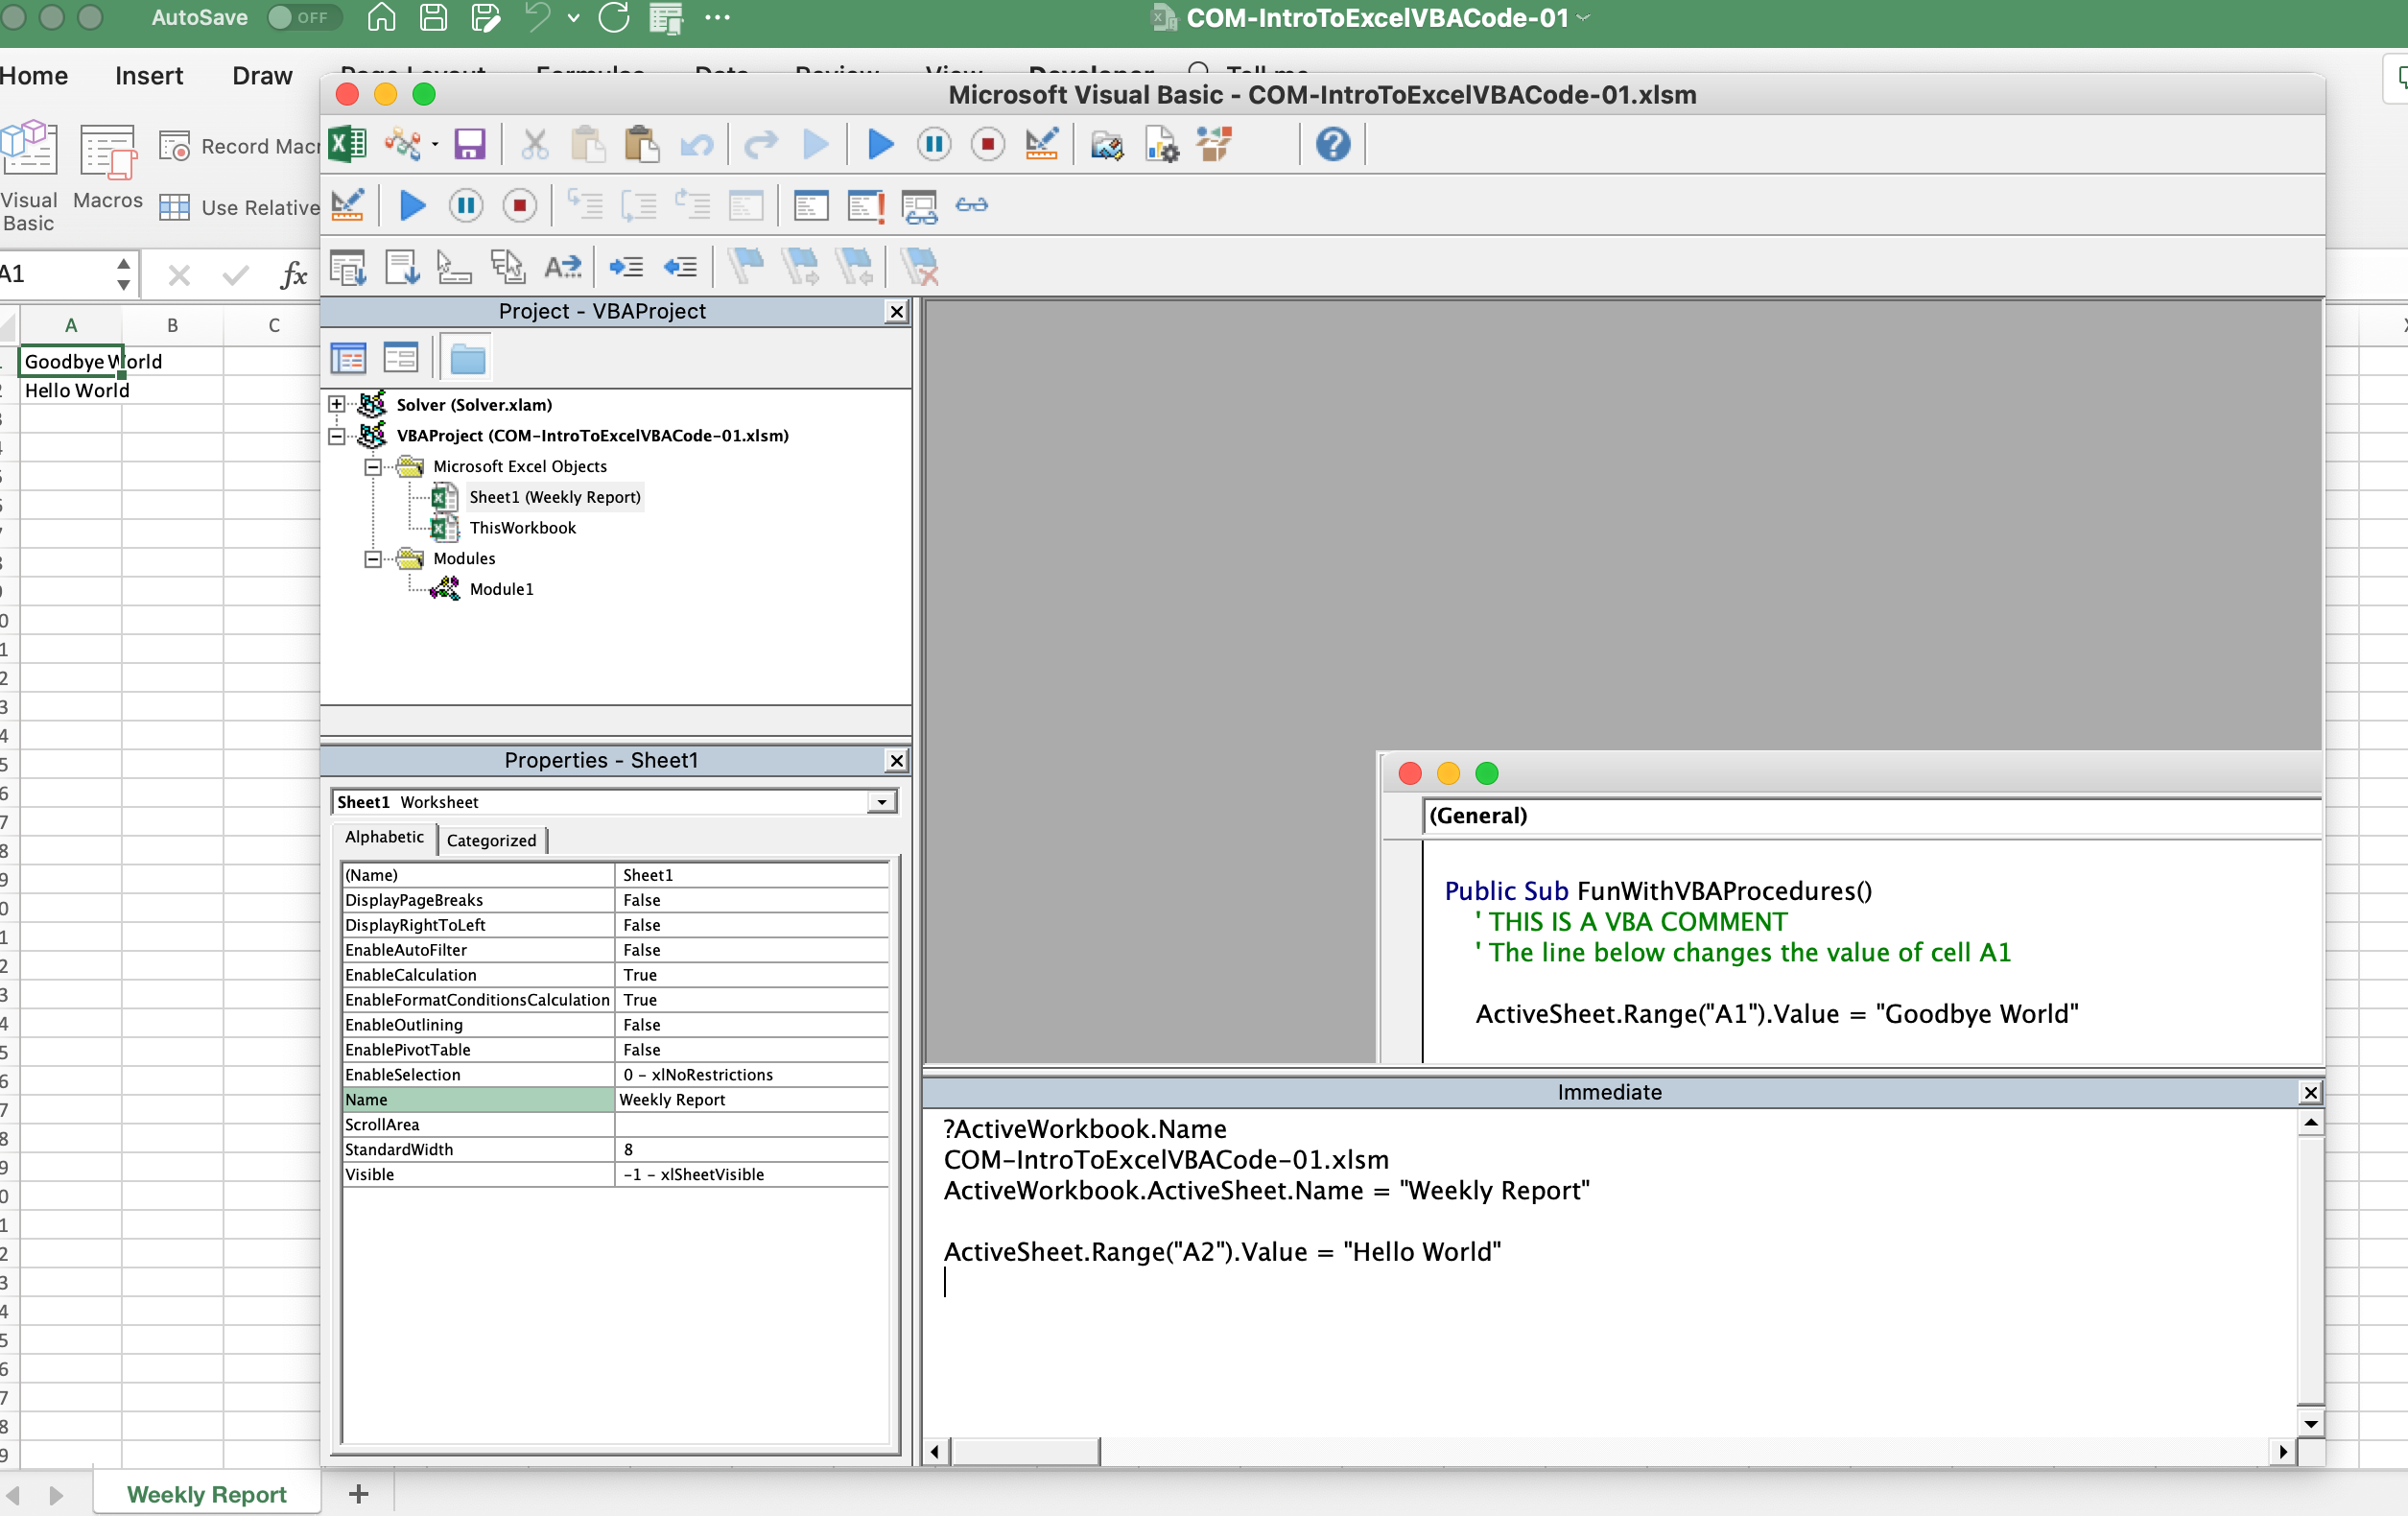 AutoSave OFF
COM-IntroToExcelVBACode-01
Home Insert Draw
Microsoft Visual Basic - COM-IntroToExcelVBACode-01.xlsm
Record Macr
Visual Basic
Macros
Use Relative
A1
fx
A B C
Goodbye World
Hello World
Project - VBAProject
Solver (Solver.xlam)
VBAProject (COM-IntroToExcelVBACode-01.xlsm)
Microsoft Excel Objects
Sheet1 (Weekly Report)
ThisWorkbook
Modules
Module1
Properties - Sheet1
Sheet1 Worksheet
Alphabetic Categorized
(Name) Sheet1
DisplayPageBreaks False
DisplayRightToLeft False
EnableAutoFilter False
EnableCalculation True
EnableFormatConditionsCalculation True
EnableOutlining False
EnablePivotTable False
EnableSelection 0 - xlNoRestrictions
Name Weekly Report
ScrollArea
StandardWidth 8
Visible -1 - xlSheetVisible
(General)
Public Sub FunWithVBAProcedures()
' THIS IS A VBA COMMENT
' The line below changes the value of cell A1
ActiveSheet.Range("A1").Value = "Goodbye World"
Immediate
?ActiveWorkbook.Name
COM-IntroToExcelVBACode-01.xlsm
ActiveWorkbook.ActiveSheet.Name = "Weekly Report"
ActiveSheet.Range("A2").Value = "Hello World"
Weekly Report